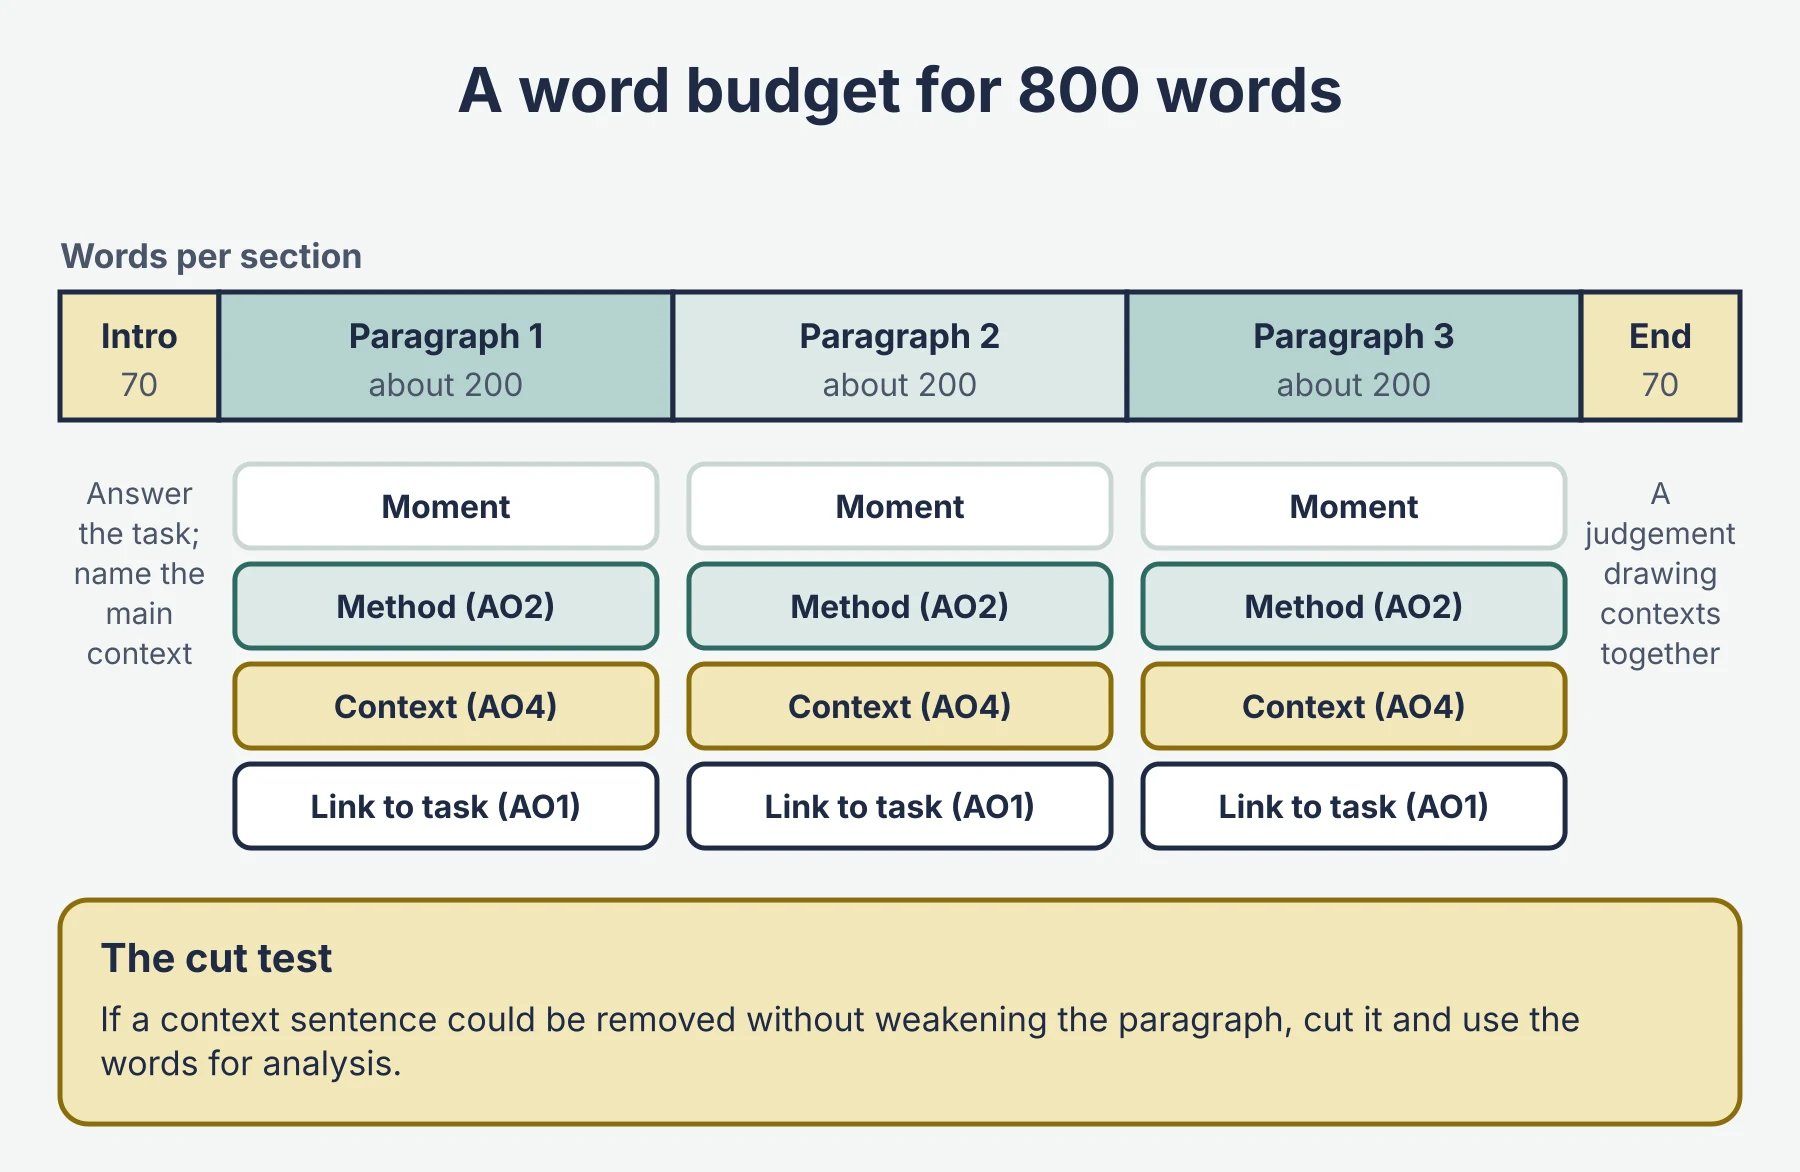 A word budget for 800 words
Words per section
Intro
70
Paragraph 1
about 200
Paragraph 2
about 200
Paragraph 3
about 200
End
70
Answer
the task;
name the
main
context
Moment
Method (AO2)
Context (AO4)
Link to task (AO1)
Moment
Method (AO2)
Context (AO4)
Link to task (AO1)
Moment
Method (AO2)
Context (AO4)
Link to task (AO1)
A
judgement
drawing
contexts
together
The cut test
If a context sentence could be removed without weakening the paragraph, cut it and use the
words for analysis.